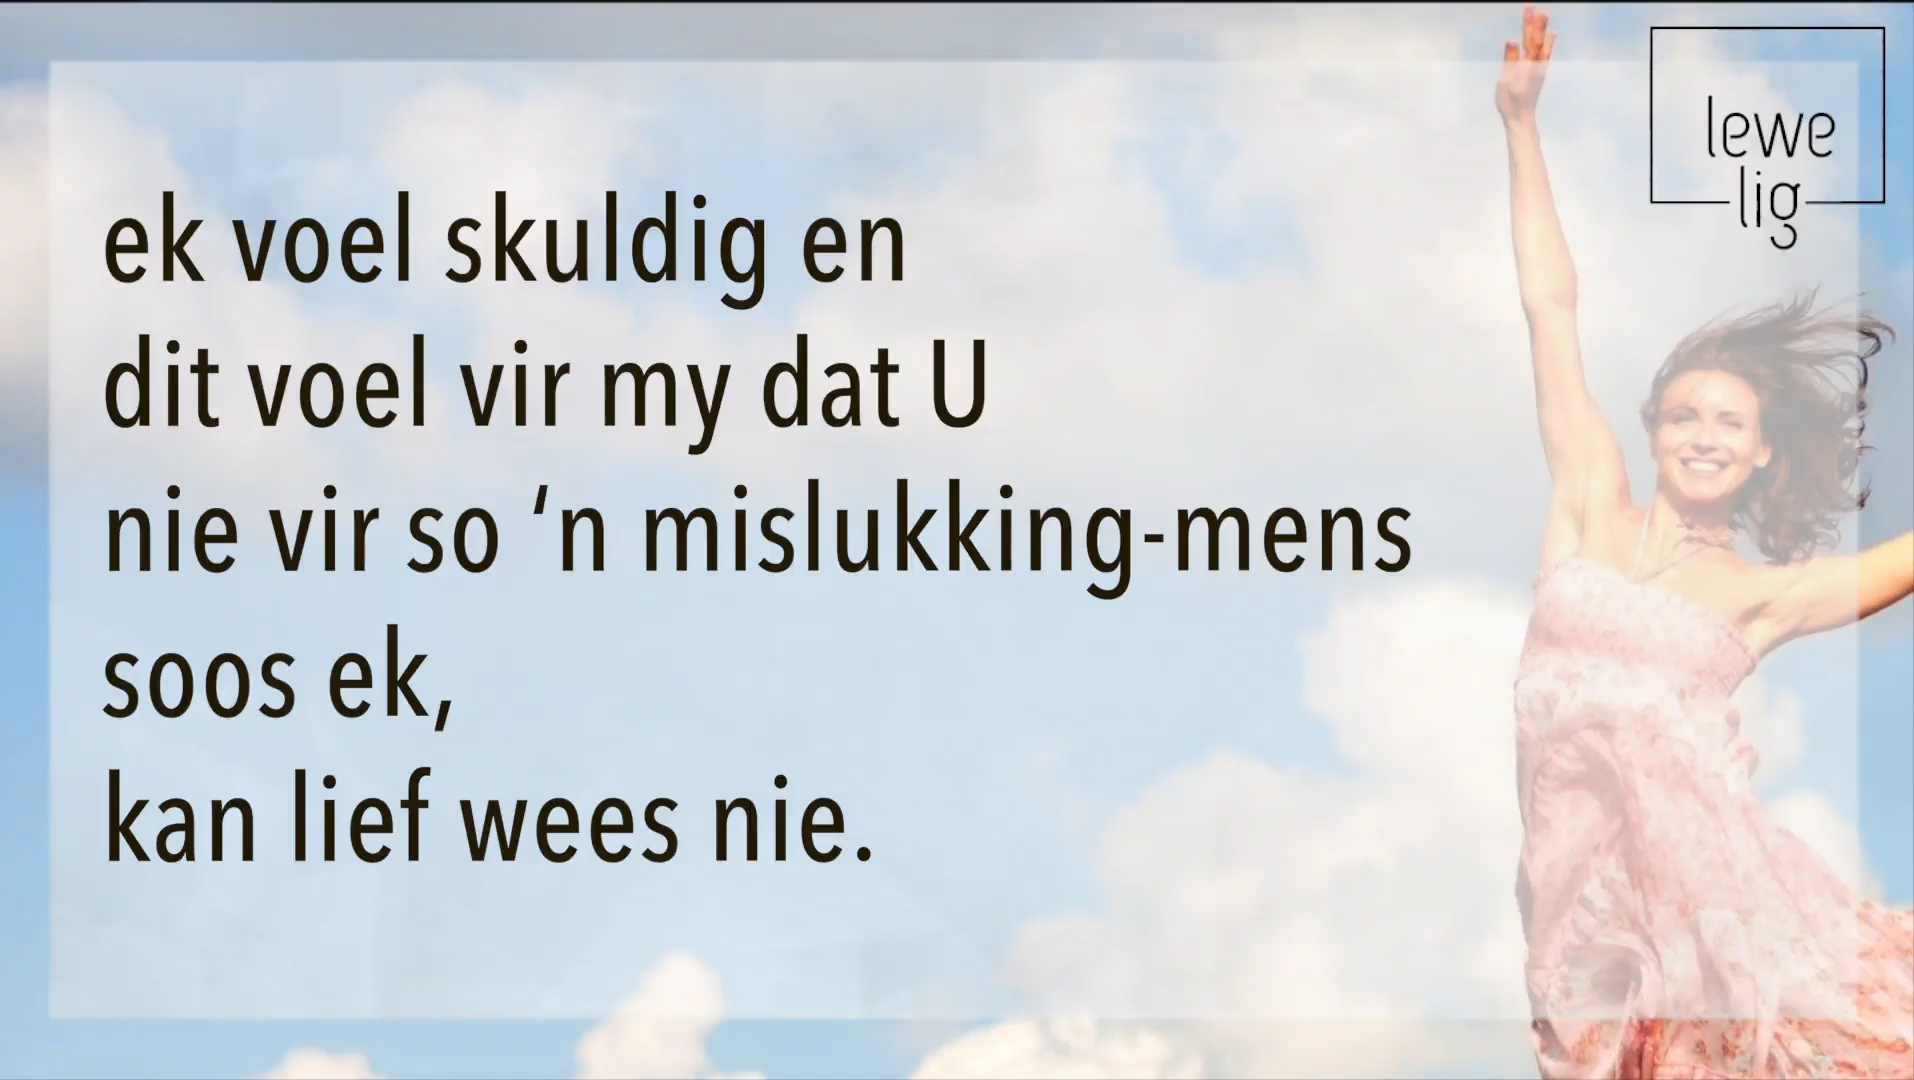 lewe
lig
ek voel skuldig en
dit voel vir my dat U
nie vir so ‘n mislukking-mens
soos ek,
kan lief wees nie.